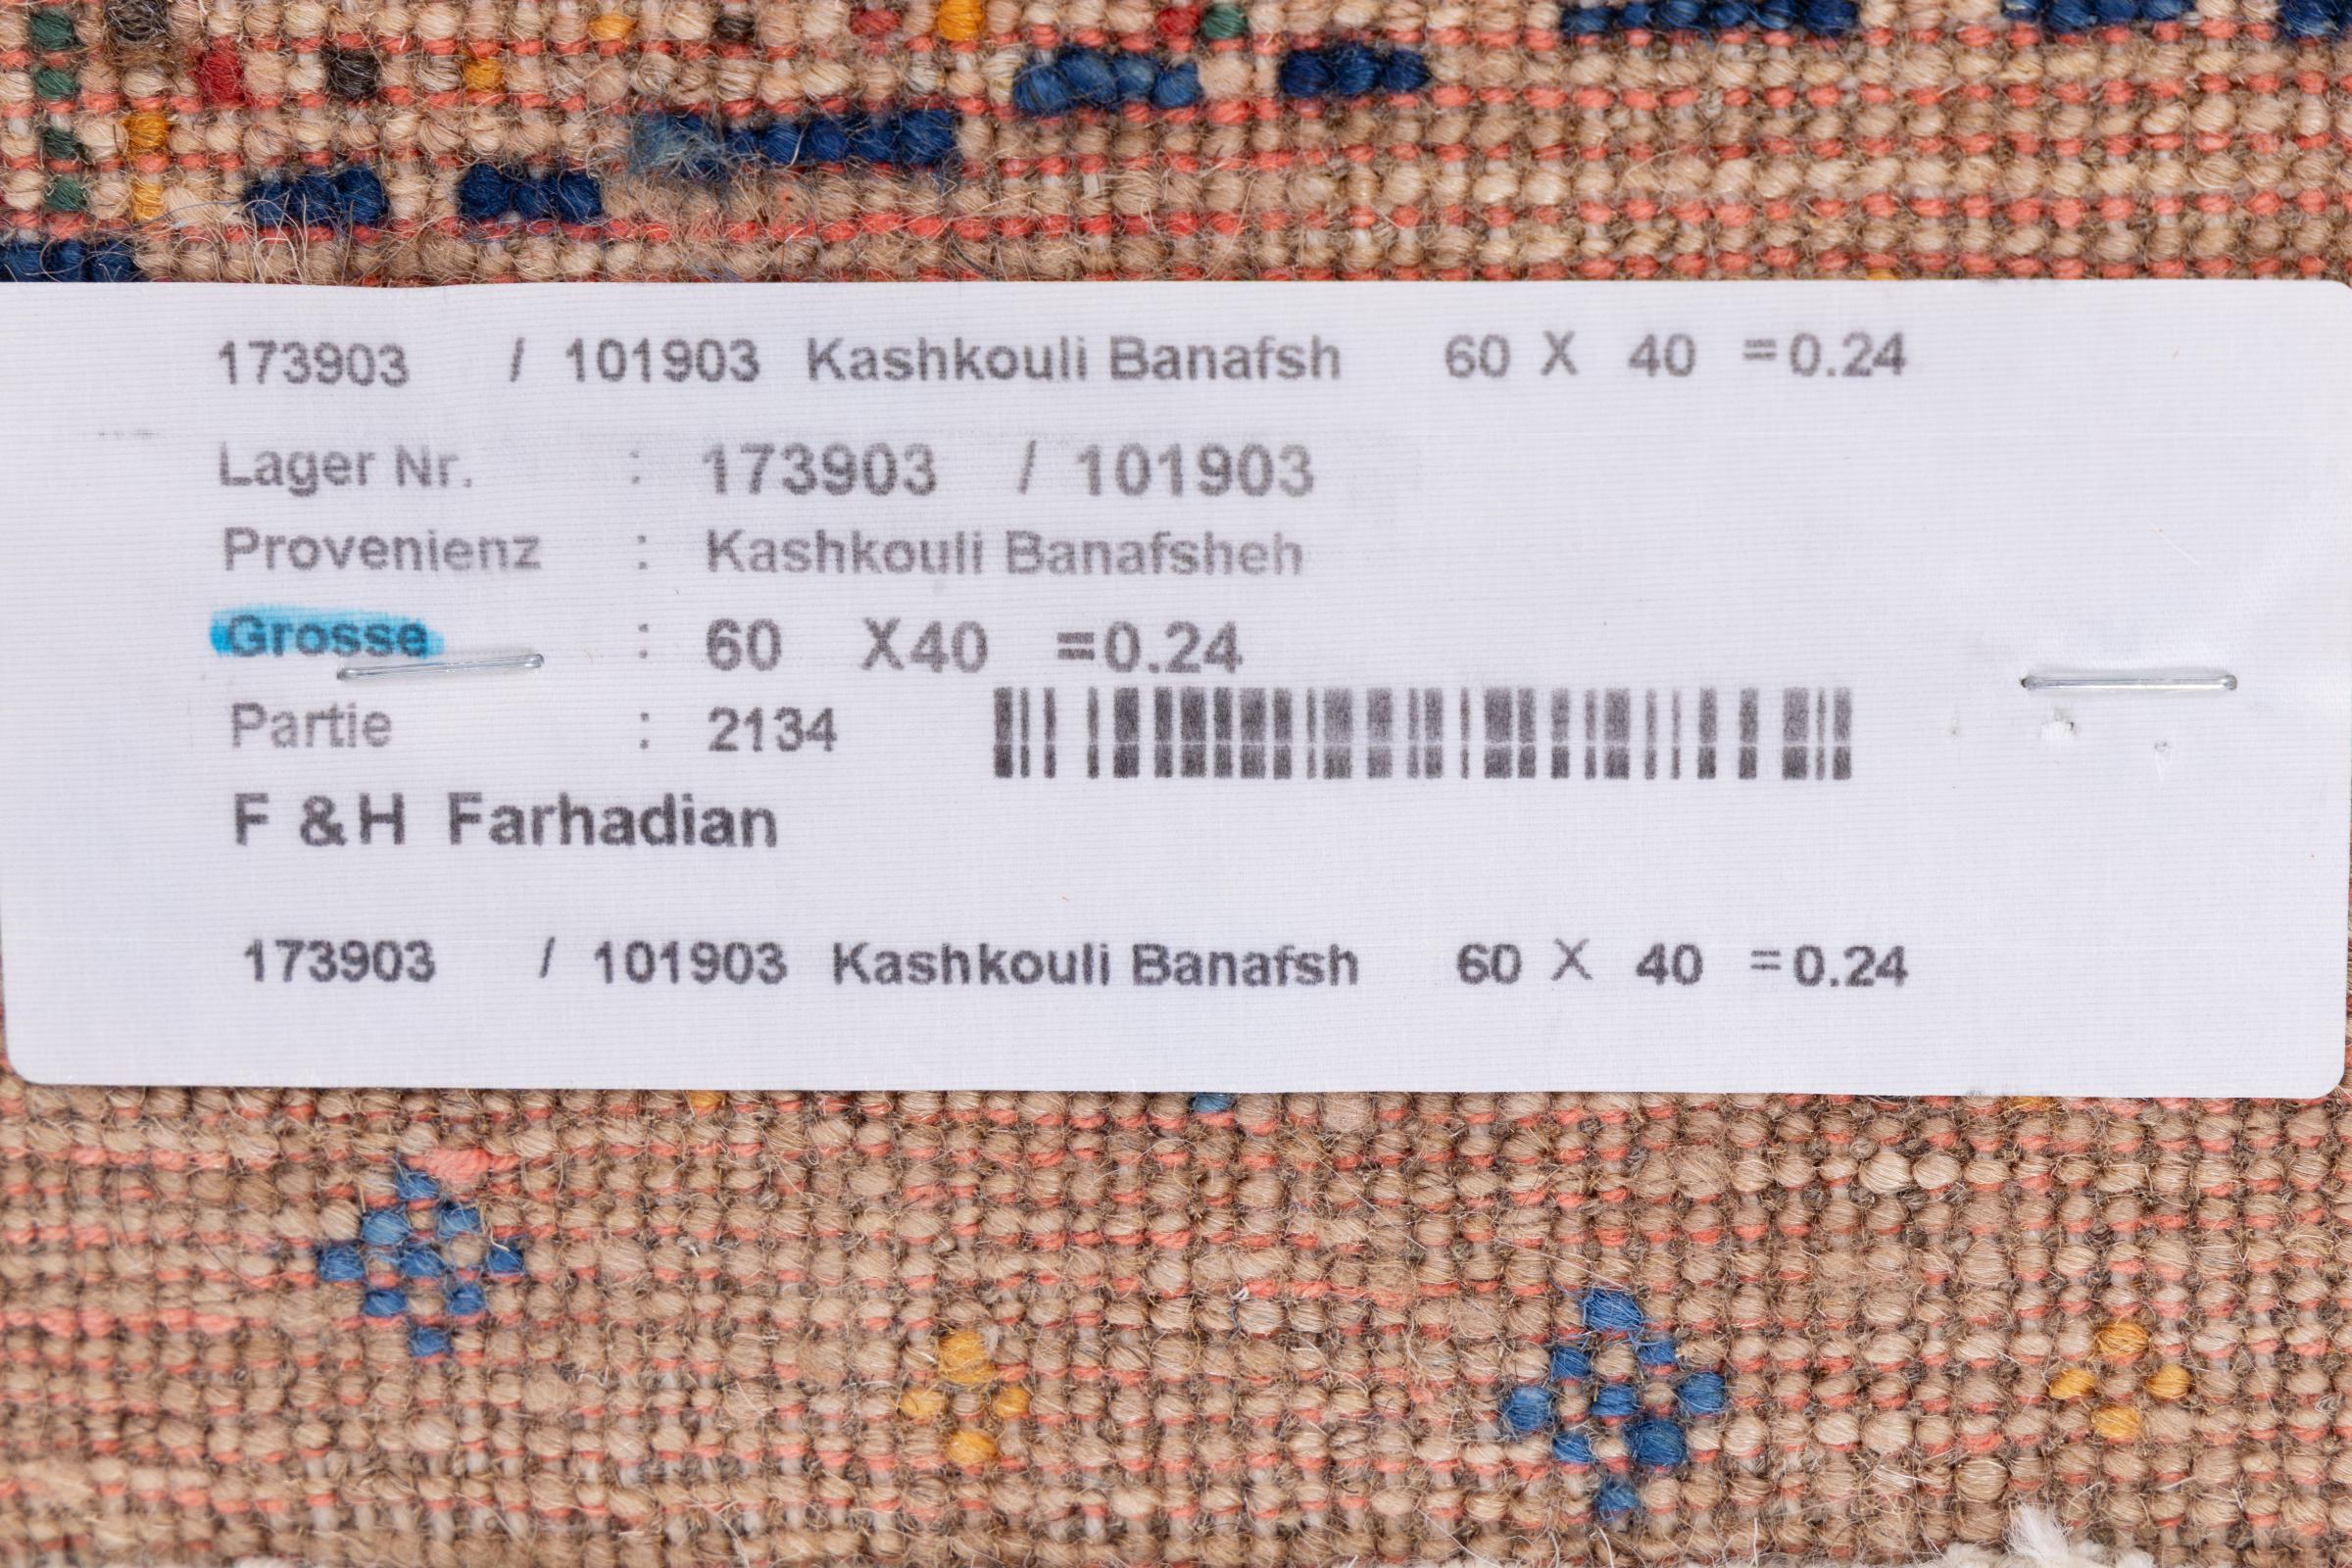 173903 / 101903 Kashkouli Banafsh 60 X 40 =0.24
Lager Nr. : 173903 / 101903
Provenienz : Kashkouli Banafsheh
Grosse : 60 X40 =0.24
Partie : 2134
F &H Farhadian
173903 / 101903 Kashkouli Banafsh 60 X 40 =0.24